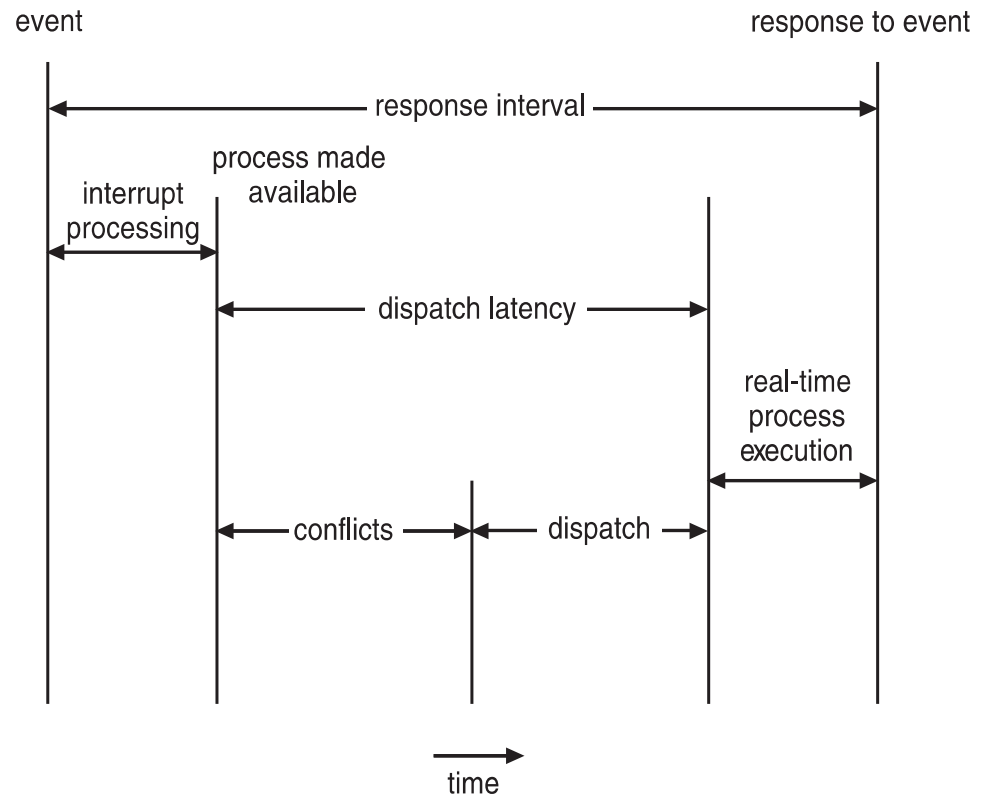 event
response to event
response interval
process made
available
interrupt
processing
dispatch latency
real-time
process
execution
conflicts
dispatch
time